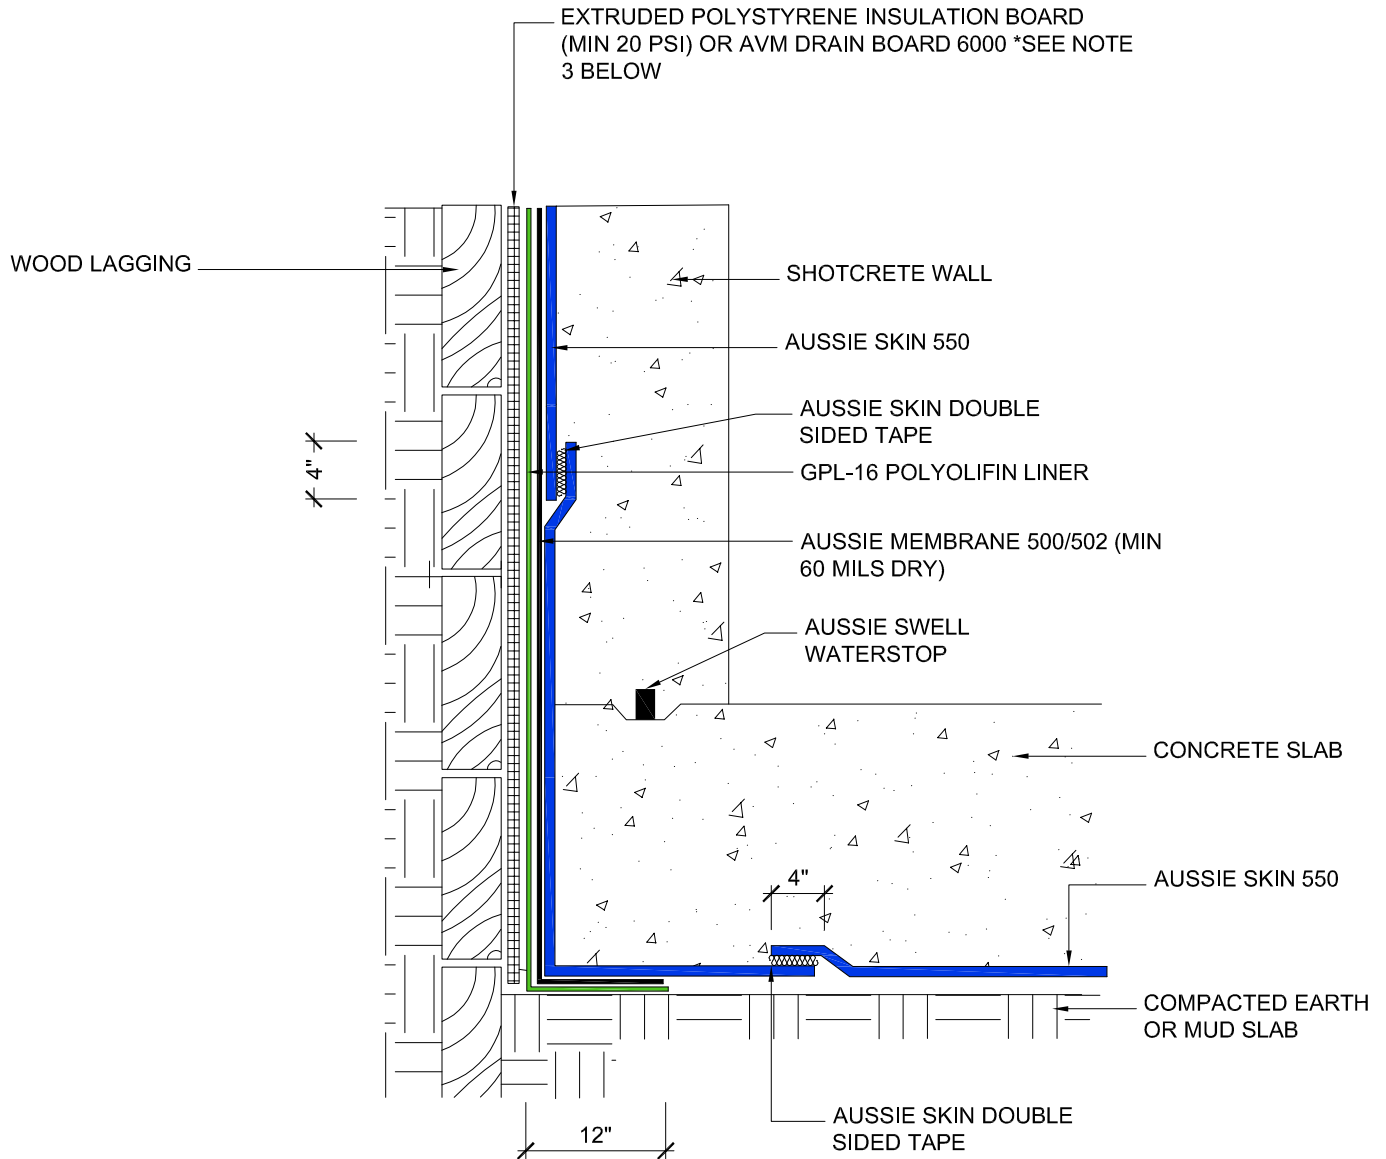 EXTRUDED POLYSTYRENE INSULATION BOARD
(MIN 20 PSI) OR AVM DRAIN BOARD 6000 *SEE NOTE
3 BELOW
WOOD LAGGING
SHOTCRETE WALL
AUSSIE SKIN 550
AUSSIE SKIN DOUBLE
SIDED TAPE
4"
GPL-16 POLYOLIFIN LINER
AUSSIE MEMBRANE 500/502 (MIN
60 MILS DRY)
AUSSIE SWELL
WATERSTOP
CONCRETE SLAB
4"
AUSSIE SKIN 550
COMPACTED EARTH
OR MUD SLAB
AUSSIE SKIN DOUBLE
SIDED TAPE
12"